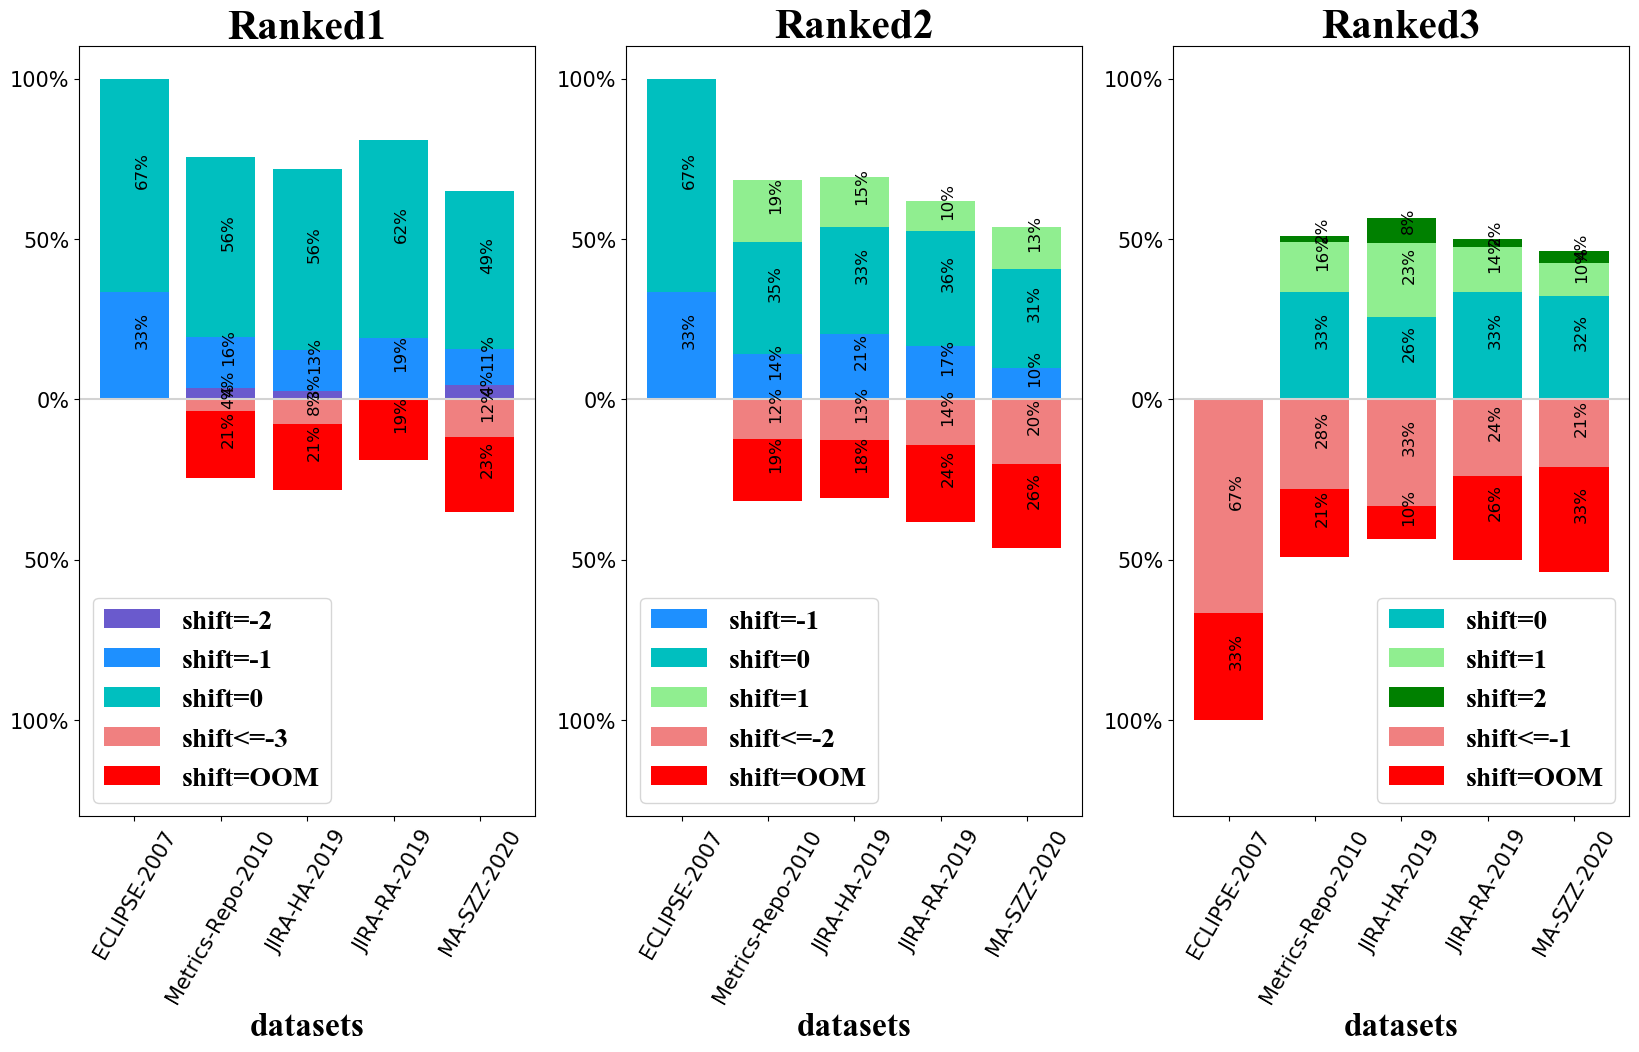 Ranked1
100%
50%
0%
50%
100%
67%
33%
56%
16%
4%
4%
21%
56%
13%
3%
8%
21%
62%
19%
19%
49%
11%
4%
12%
23%
shift=-2
shift=-1
shift=0
shift<=-3
shift=OOM
ECLIPSE-2007
Metrics-Repo-2010
JIRA-HA-2019
JIRA-RA-2019
MA-SZZ-2020
datasets
Ranked2
100%
50%
0%
50%
100%
67%
33%
19%
35%
14%
12%
19%
15%
33%
21%
13%
18%
10%
36%
17%
14%
24%
13%
31%
10%
20%
26%
shift=-1
shift=0
shift=1
shift<=-2
shift=OOM
ECLIPSE-2007
Metrics-Repo-2010
JIRA-HA-2019
JIRA-RA-2019
MA-SZZ-2020
datasets
Ranked3
100%
50%
0%
50%
100%
67%
33%
2%
16%
33%
28%
21%
8%
23%
26%
33%
10%
2%
14%
33%
24%
26%
4%
10%
32%
21%
33%
shift=0
shift=1
shift=2
shift<=-1
shift=OOM
ECLIPSE-2007
Metrics-Repo-2010
JIRA-HA-2019
JIRA-RA-2019
MA-SZZ-2020
datasets